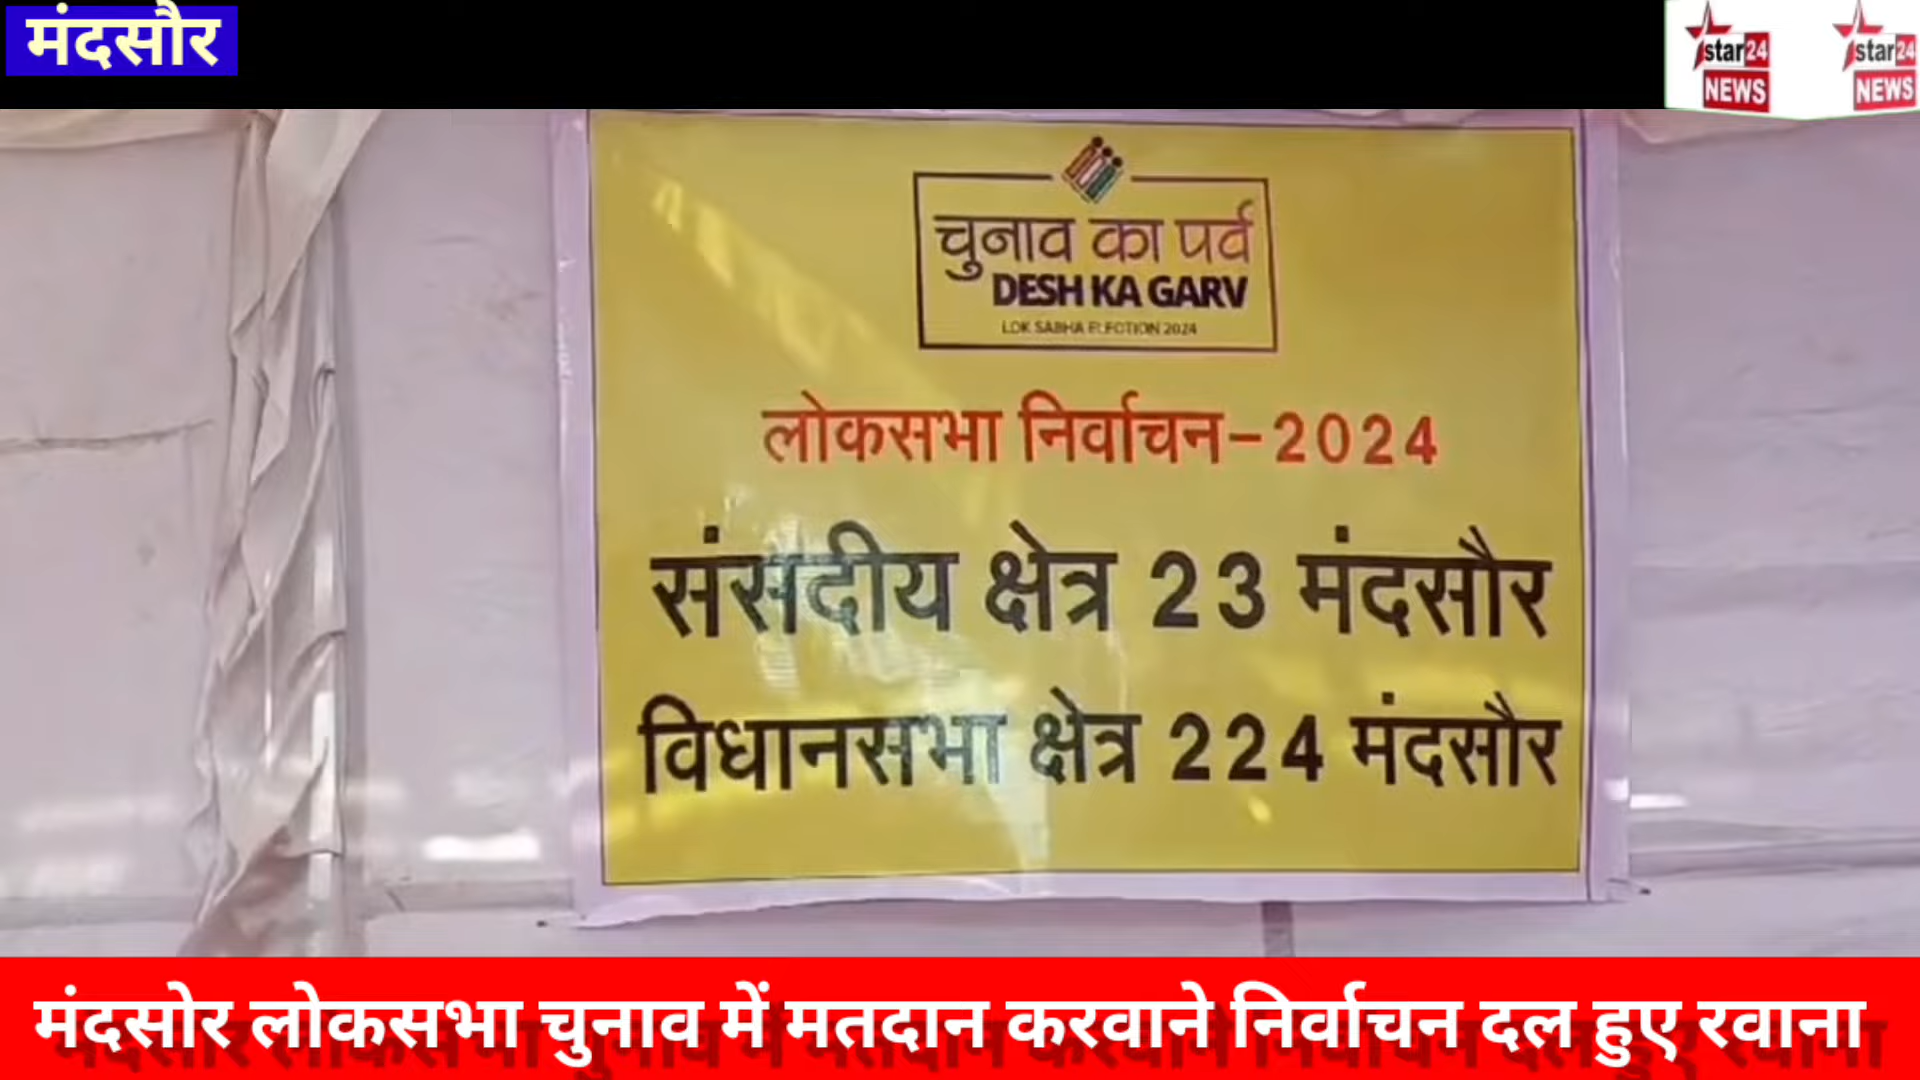 मंदसौर
star24
NEWS
star24
NEWS
चुनाव का पर्व
DESH KA GARV
LOK SABHA ELECTION 2024
लोकसभा निर्वाचन-2024
संसदीय क्षेत्र 23 मंदसौर
विधानसभा क्षेत्र 224 मंदसौर
मंदसोर लोकसभा चुनाव में मतदान करवाने निर्वाचन दल हुए रवाना